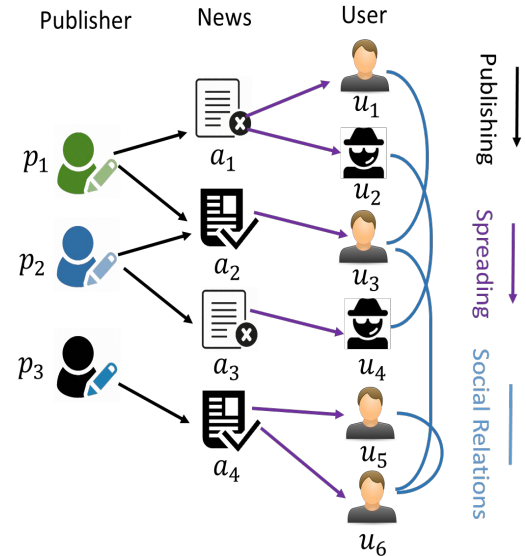 Publisher
News
User
p1
p2
p3
a1
a2
a3
a4
u1
u2
u3
u4
u5
u6
Publishing
Spreading
Social Relations